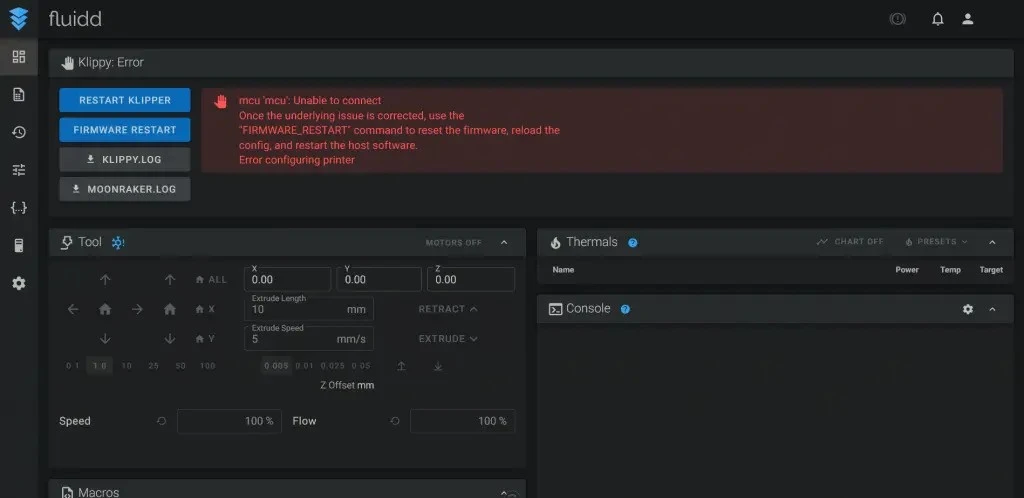 fluidd
Klippy: Error
RESTART KLIPPER
FIRMWARE RESTART
KLIPPY.LOG
MOONRAKER.LOG
mcu 'mcu': Unable to connect
Once the underlying issue is corrected, use the
"FIRMWARE_RESTART" command to reset the firmware, reload the
config, and restart the host software.
Error configuring printer
Tool
MOTORS OFF
ALL
X
Y
X
0.00
Y
0.00
Z
0.00
Extrude Length
10 mm
RETRACT
Extrude Speed
5 mm/s
EXTRUDE
0.1 1.0 10 25 50 100
0.005 0.01 0.025 0.05
Z Offset mm
Speed 100 %
Flow 100 %
Macros
Thermals
CHART OFF
PRESETS
Name Power Temp Target
Console